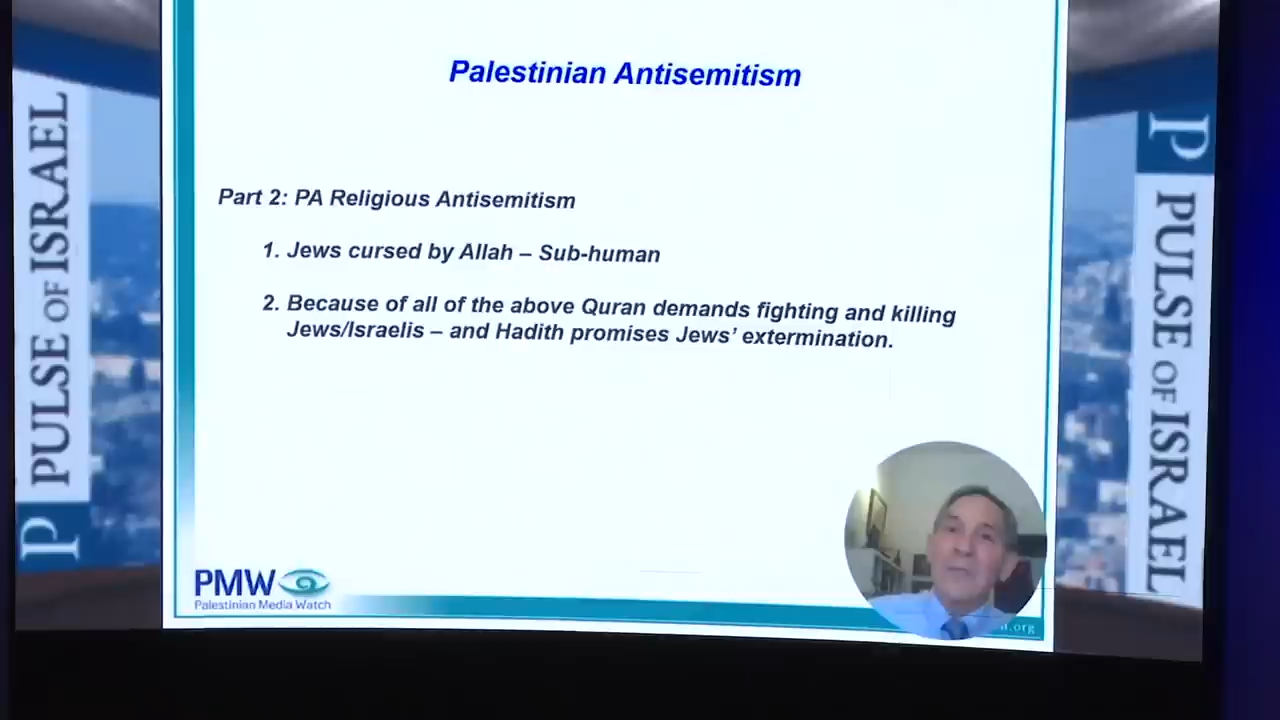 Palestinian Antisemitism
Part 2: PA Religious Antisemitism
1. Jews cursed by Allah – Sub-human
2. Because of all of the above Quran demands fighting and killing
Jews/Israelis – and Hadith promises Jews' extermination.
PMW
Palestinian Media Watch
.org
P PULSE OF ISRAEL
P PULSE OF ISRAEL